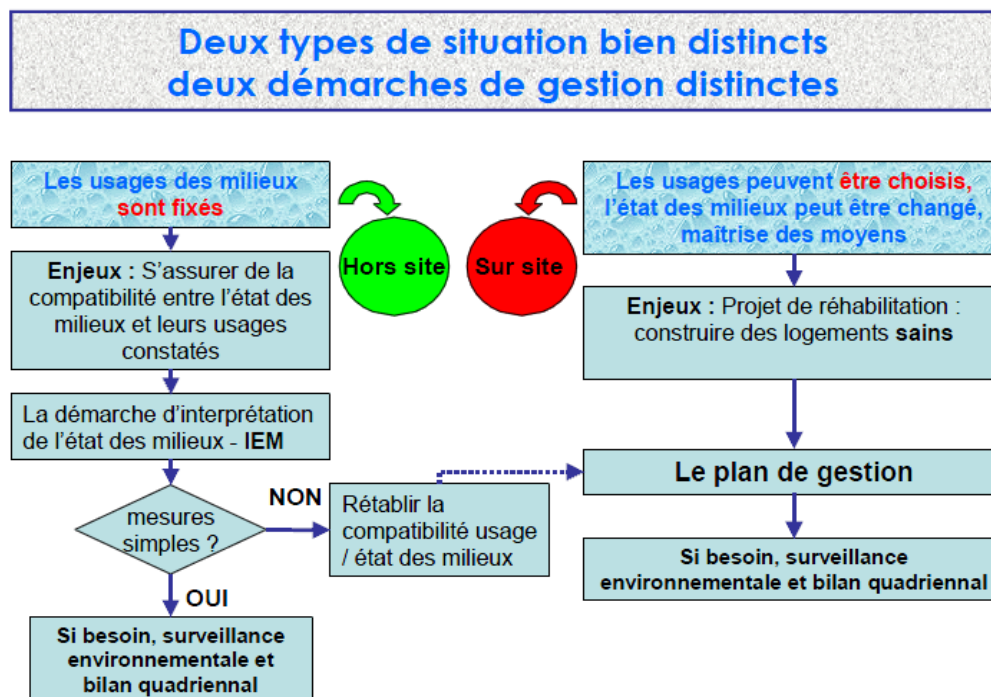 Deux types de situation bien distincts
deux démarches de gestion distinctes
Les usages des milieux
sont fixés
Enjeux : S'assurer de la
compatibilité entre l'état des
milieux et leurs usages
constatés
La démarche d'interprétation
de l'état des milieux - IEM
mesures
simples ?
NON
Rétablir la
compatibilité usage
/ état des milieux
OUI
Si besoin, surveillance
environnementale et
bilan quadriennal
Hors site
Sur site
Les usages peuvent être choisis,
l'état des milieux peut être changé,
maîtrise des moyens
Enjeux : Projet de réhabilitation :
construire des logements sains
Le plan de gestion
Si besoin, surveillance
environnementale et bilan quadriennal